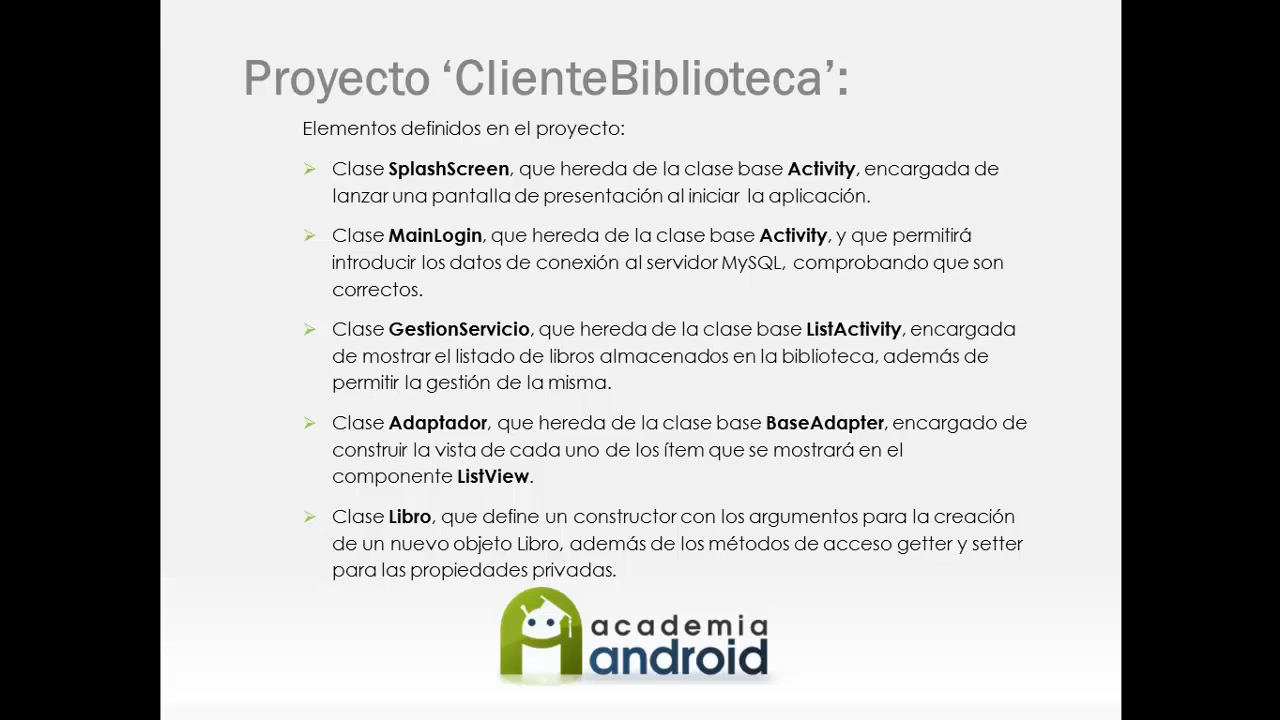 Proyecto ‘ClienteBiblioteca’:
Elementos definidos en el proyecto:
Clase SplashScreen, que hereda de la clase base Activity, encargada de
lanzar una pantalla de presentación al iniciar la aplicación.
Clase MainLogin, que hereda de la clase base Activity, y que permitirá
introducir los datos de conexión al servidor MySQL, comprobando que son
correctos.
Clase GestionServicio, que hereda de la clase base ListActivity, encargada
de mostrar el listado de libros almacenados en la biblioteca, además de
permitir la gestión de la misma.
Clase Adaptador, que hereda de la clase base BaseAdapter, encargado de
construir la vista de cada uno de los ítem que se mostrará en el
componente ListView.
Clase Libro, que define un constructor con los argumentos para la creación
de un nuevo objeto Libro, además de los métodos de acceso getter y setter
para las propiedades privadas.
academia
android